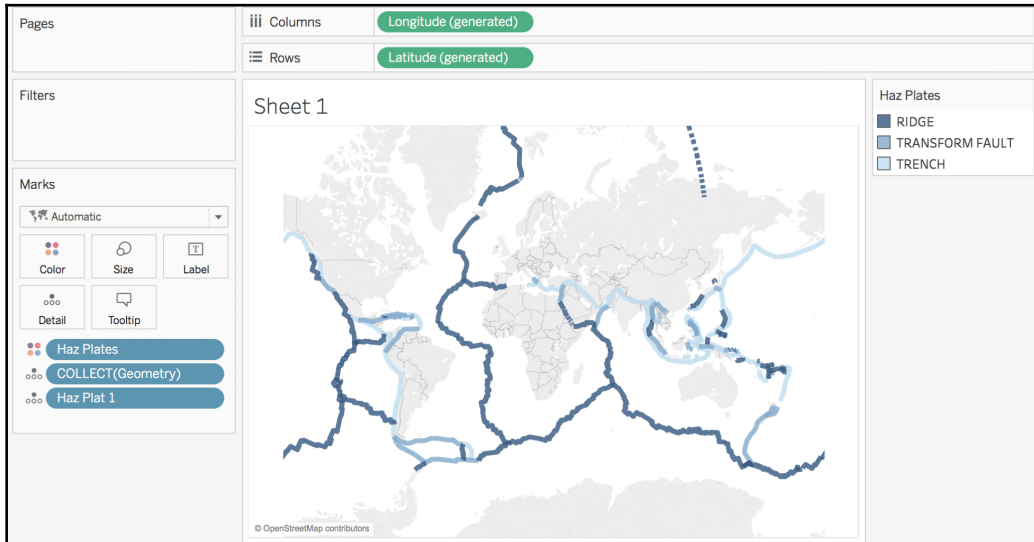 Pages
Columns
Longitude (generated)
Rows
Latitude (generated)
Filters
Sheet 1
Haz Plates
RIDGE
TRANSFORM FAULT
TRENCH
Marks
Automatic
Color
Size
T
Label
Detail
Tooltip
Haz Plates
COLLECT(Geometry)
Haz Plat 1
© OpenStreetMap contributors